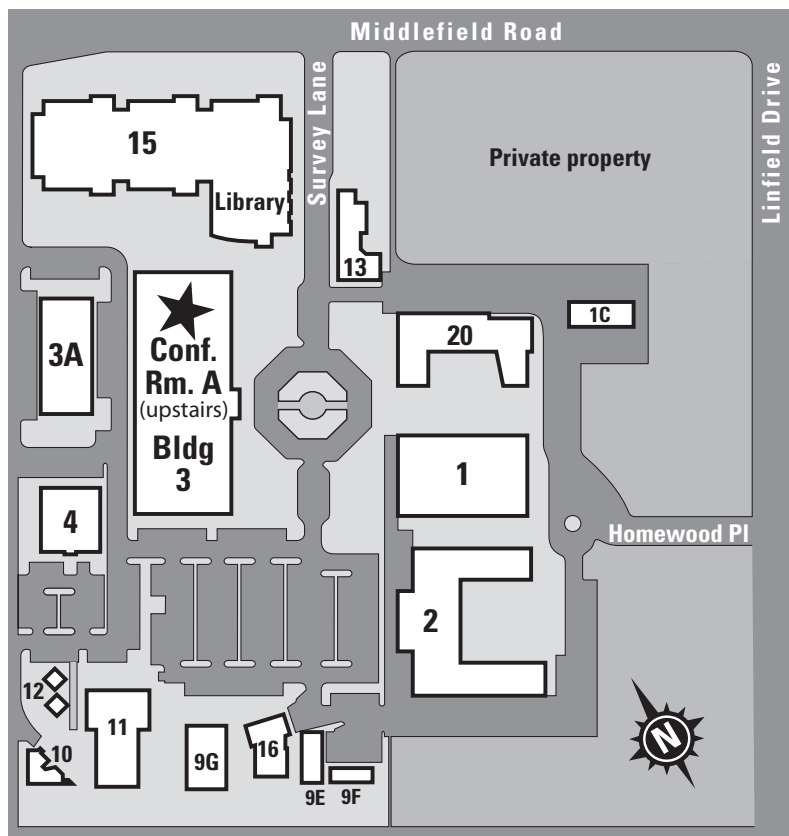 Middlefield Road
Survey Lane
Linfield Drive
15
Library
Private property
13
1C
3A
Conf.
Rm. A
(upstairs)
Bldg
3
20
1
4
Homewood Pl
2
12
11
10
9G
16
9E
9F
N